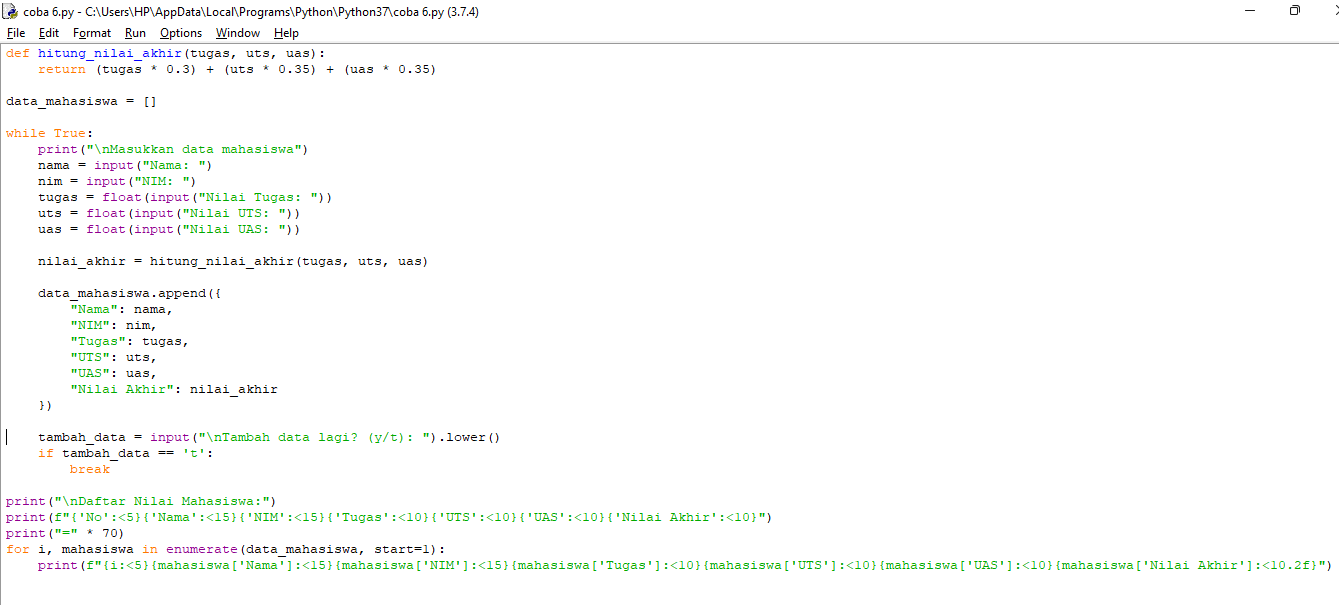 coba 6.py - C:\Users\HP\AppData\Local\Programs\Python\Python37\coba 6.py (3.7.4)
File Edit Format Run Options Window Help
def hitung_nilai_akhir(tugas, uts, uas):
    return (tugas * 0.3) + (uts * 0.35) + (uas * 0.35)
data_mahasiswa = []
while True:
    print("\nMasukkan data mahasiswa")
    nama = input("Nama: ")
    nim = input("NIM: ")
    tugas = float(input("Nilai Tugas: "))
    uts = float(input("Nilai UTS: "))
    uas = float(input("Nilai UAS: "))
    nilai_akhir = hitung_nilai_akhir(tugas, uts, uas)
    data_mahasiswa.append({
        "Nama": nama,
        "NIM": nim,
        "Tugas": tugas,
        "UTS": uts,
        "UAS": uas,
        "Nilai Akhir": nilai_akhir
    })
    tambah_data = input("\nTambah data lagi? (y/t): ").lower()
    if tambah_data == 't':
        break
print("\nDaftar Nilai Mahasiswa:")
print(f"{'No':<5}{'Nama':<15}{'NIM':<15}{'Tugas':<10}{'UTS':<10}{'UAS':<10}{'Nilai Akhir':<10}")
print("=" * 70)
for i, mahasiswa in enumerate(data_mahasiswa, start=1):
    print(f"{i:<5}{mahasiswa['Nama']:<15}{mahasiswa['NIM']:<15}{mahasiswa['Tugas']:<10}{mahasiswa['UTS']:<10}{mahasiswa['UAS']:<10}{mahasiswa['Nilai Akhir']:<10.2f}")